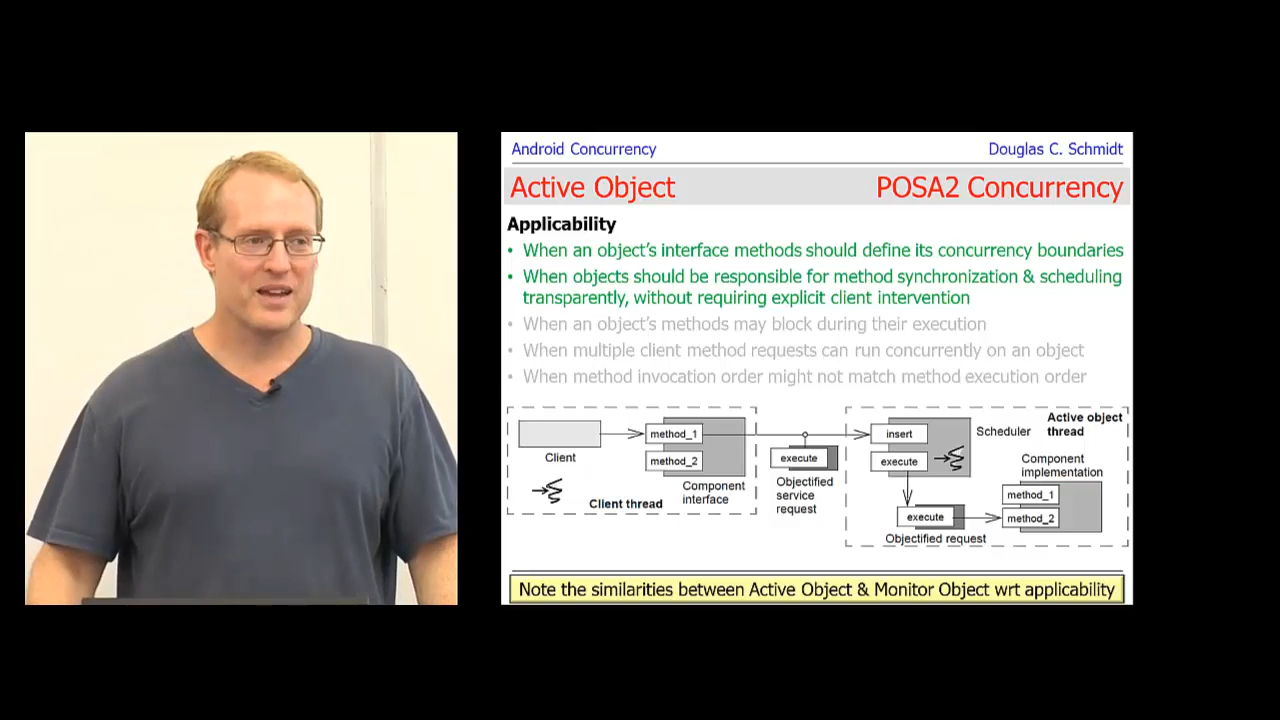 Android Concurrency
Douglas C. Schmidt
Active Object
POSA2 Concurrency
Applicability
• When an object's interface methods should define its concurrency boundaries
• When objects should be responsible for method synchronization & scheduling
transparently, without requiring explicit client intervention
• When an object's methods may block during their execution
• When multiple client method requests can run concurrently on an object
• When method invocation order might not match method execution order
Client
Client thread
method_1
method_2
Component
interface
execute
Objectified
service
request
insert
execute
Scheduler
Active object
thread
execute
Objectified request
Component
implementation
method_1
method_2
Note the similarities between Active Object & Monitor Object wrt applicability